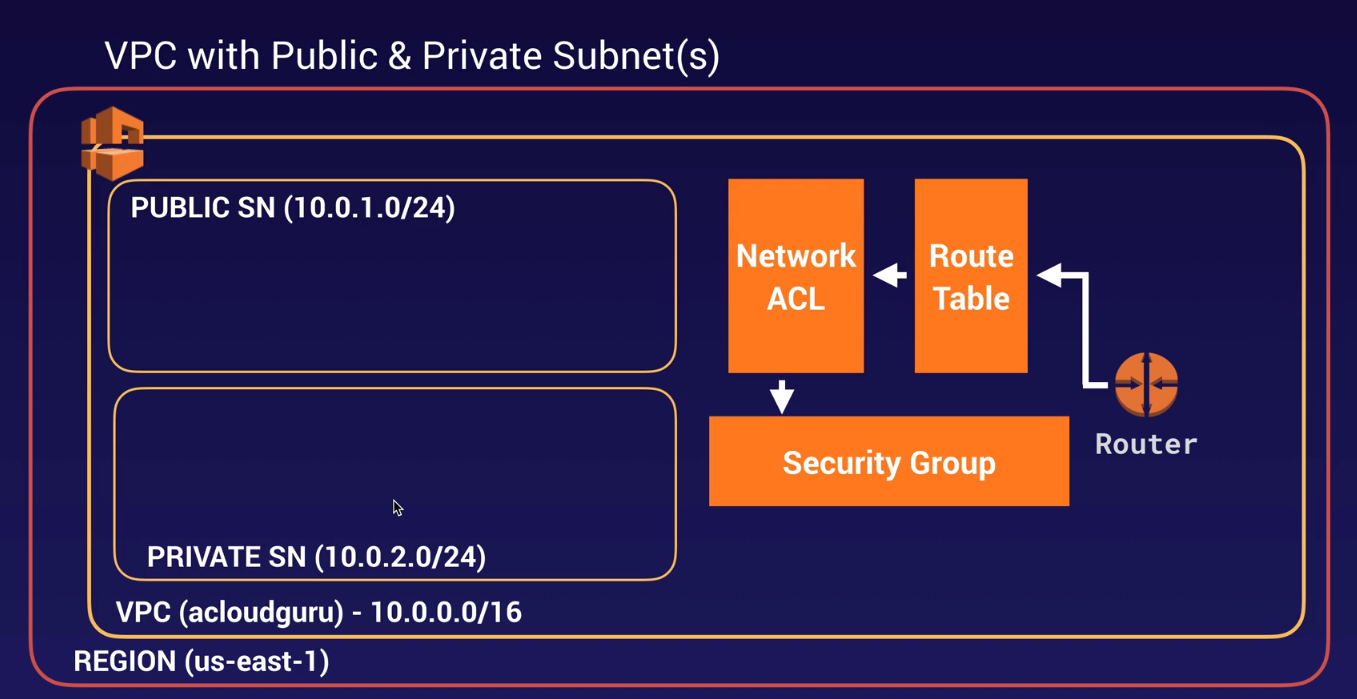 VPC with Public & Private Subnet(s)
PUBLIC SN (10.0.1.0/24)
Network
ACL
Route
Table
Router
Security Group
PRIVATE SN (10.0.2.0/24)
VPC (acloudguru) - 10.0.0.0/16
REGION (us-east-1)